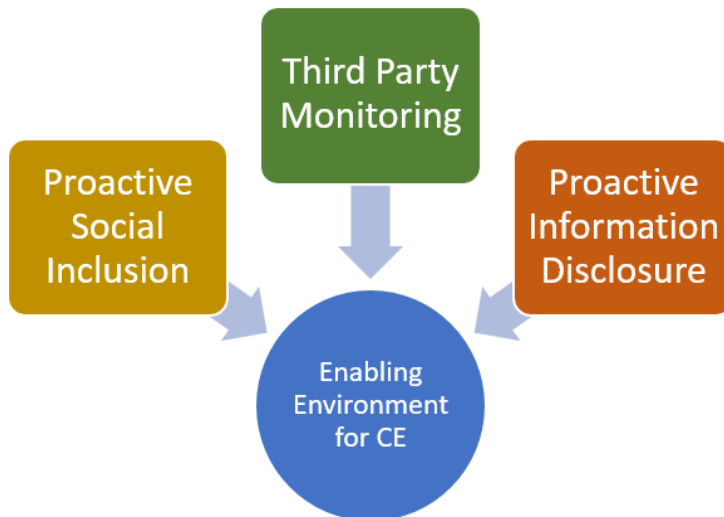 Third Party
Monitoring
Proactive
Social
Inclusion
Proactive
Information
Disclosure
Enabling
Environment
for CE